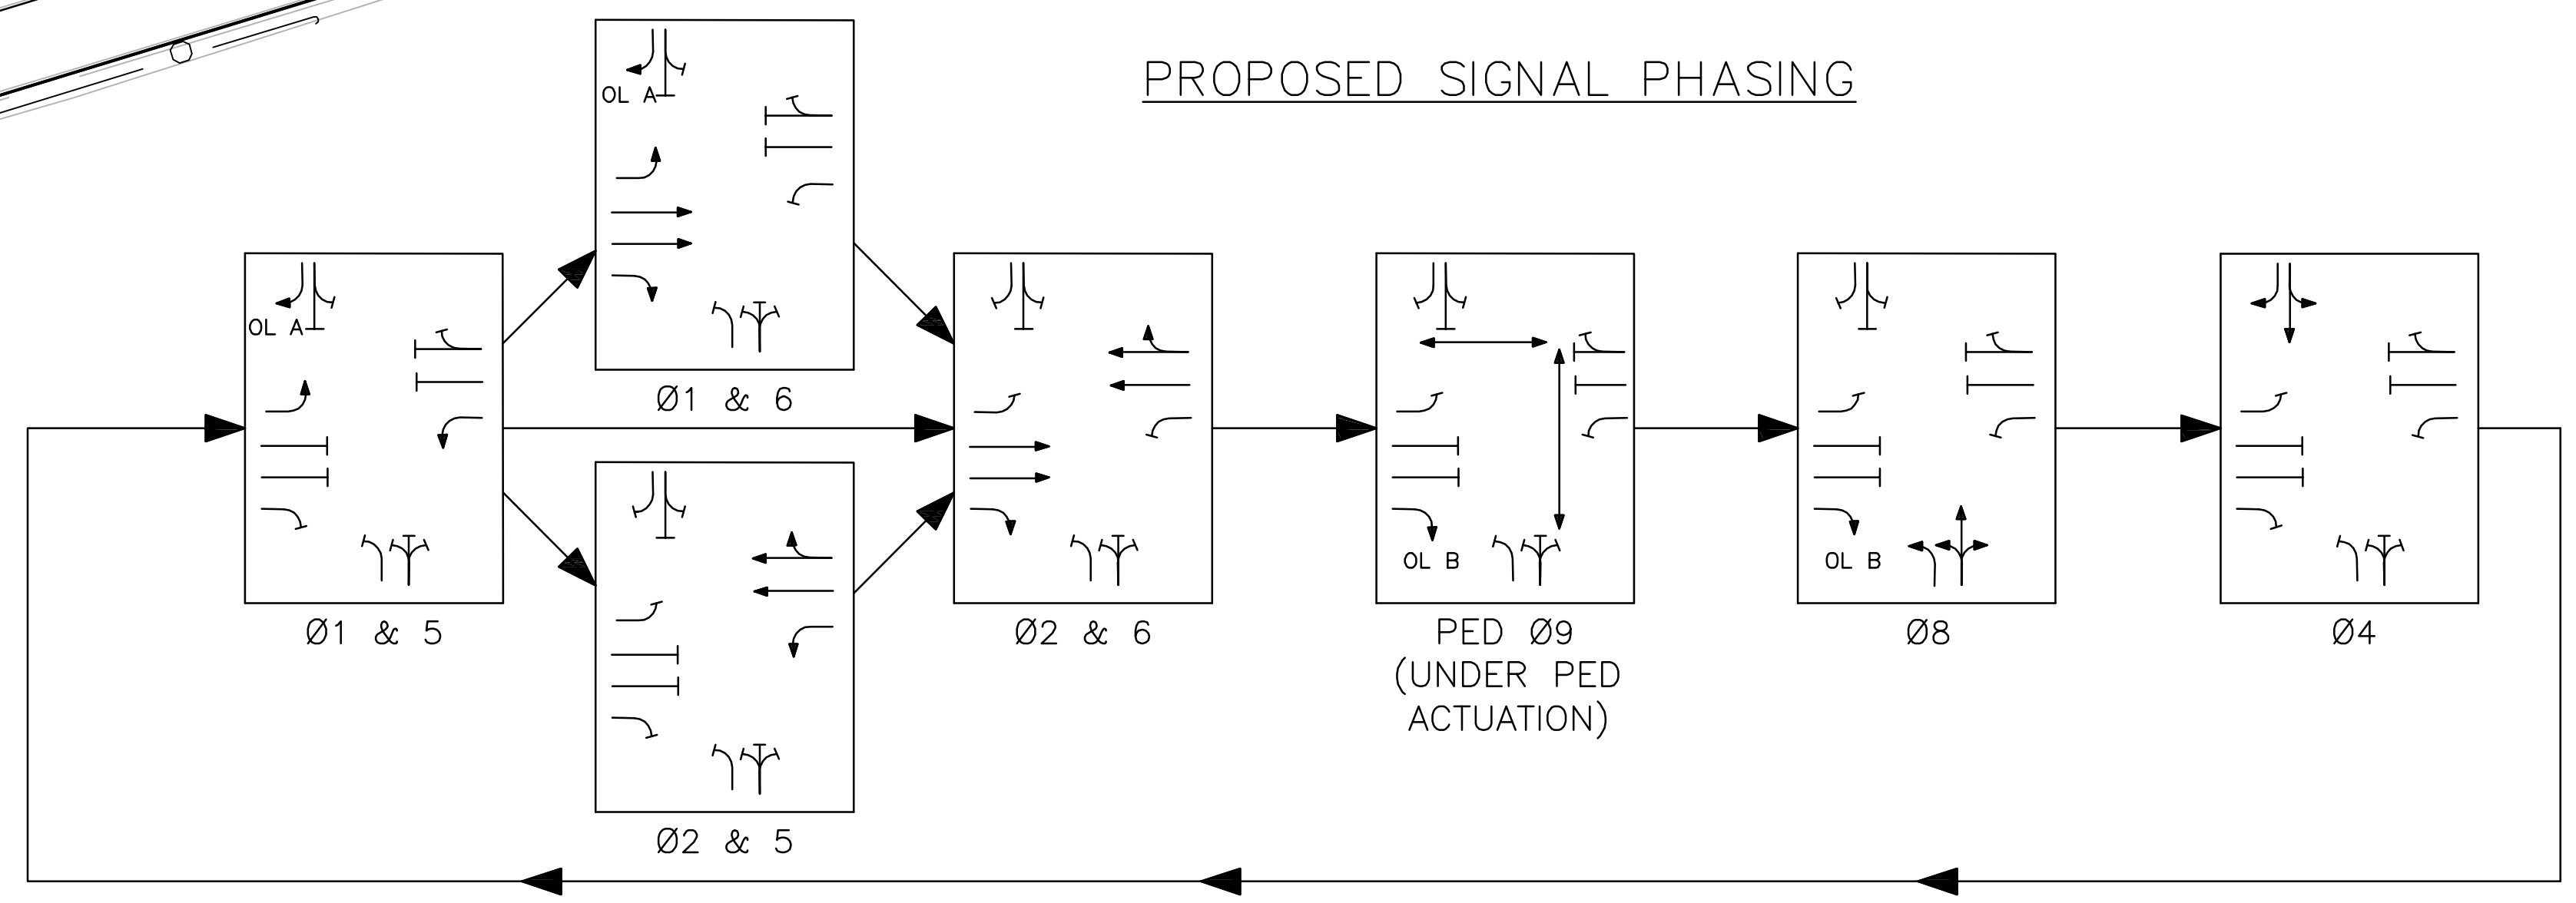 PROPOSED SIGNAL PHASING
OL A
Ø1 & 6
OL A
Ø1 & 5
Ø2 & 5
Ø2 & 6
OL B
PED Ø9
(UNDER PED
ACTUATION)
OL B
Ø8
Ø4